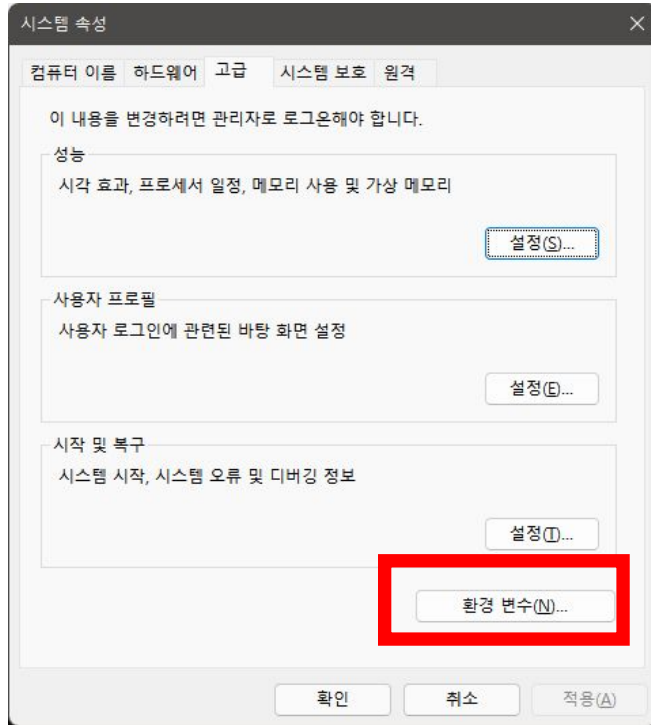 시스템 속성
컴퓨터 이름 하드웨어 고급 시스템 보호 원격
이 내용을 변경하려면 관리자로 로그온해야 합니다.
성능
시각 효과, 프로세서 일정, 메모리 사용 및 가상 메모리
설정(S)...
사용자 프로필
사용자 로그인에 관련된 바탕 화면 설정
설정(E)...
시작 및 복구
시스템 시작, 시스템 오류 및 디버깅 정보
설정(T)...
환경 변수(N)...
확인 취소 적용(A)